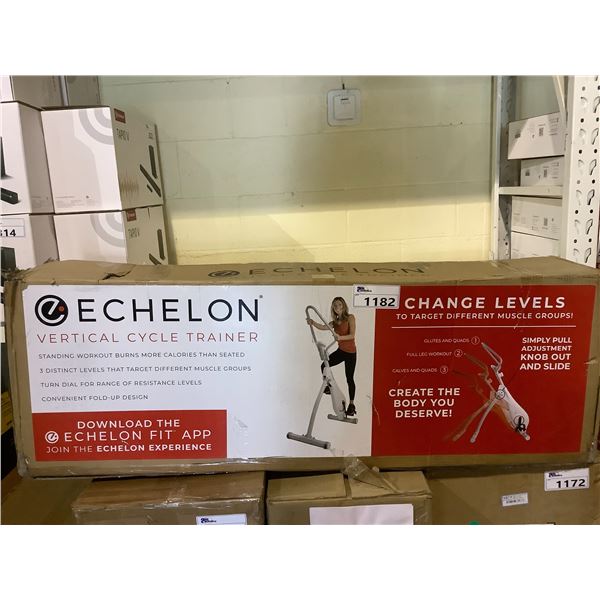 TAPIO V
TAPIO V
314
ECHELON
ECHELON
VERTICAL CYCLE TRAINER
STANDING WORKOUT BURNS MORE CALORIES THAN SEATED
3 DISTINCT LEVELS THAT TARGET DIFFERENT MUSCLE GROUPS
TURN DIAL FOR RANGE OF RESISTANCE LEVELS
CONVENIENT FOLD-UP DESIGN
DOWNLOAD THE
ECHELON FIT APP
JOIN THE ECHELON EXPERIENCE
1182
CHANGE LEVELS
TO TARGET DIFFERENT MUSCLE GROUPS!
GLUTES AND QUADS 1
FULL LEG WORKOUT 2
CALVES AND QUADS 3
SIMPLY PULL
ADJUSTMENT
KNOB OUT
AND SLIDE
CREATE THE
BODY YOU
DESERVE!
1172